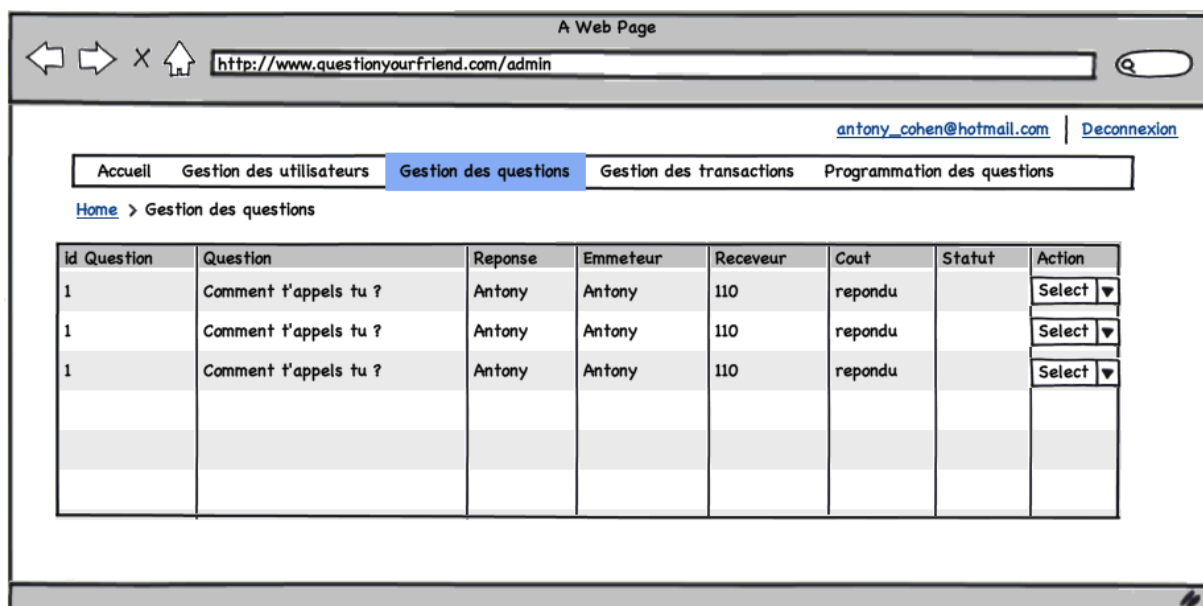 A Web Page
http://www.questionyourfriend.com/admin
antony_cohen@hotmail.com | Deconnexion
Accueil Gestion des utilisateurs Gestion des questions Gestion des transactions Programmation des questions
Home > Gestion des questions
id Question Question Reponse Emmeteur Receveur Cout Statut Action
1 Comment t'appels tu ? Antony Antony 110 repondu Select
1 Comment t'appels tu ? Antony Antony 110 repondu Select
1 Comment t'appels tu ? Antony Antony 110 repondu Select